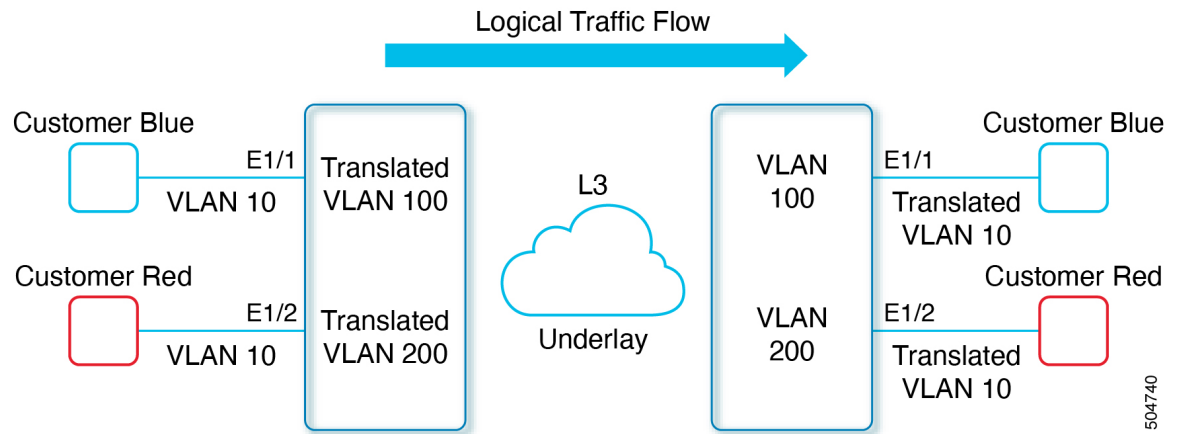 Logical Traffic Flow
Customer Blue
E1/1
VLAN 10
Translated
VLAN 100
Customer Red
E1/2
VLAN 10
Translated
VLAN 200
L3
Underlay
VLAN
100
E1/1
Translated
VLAN 10
Customer Blue
VLAN
200
E1/2
Translated
VLAN 10
Customer Red
504740